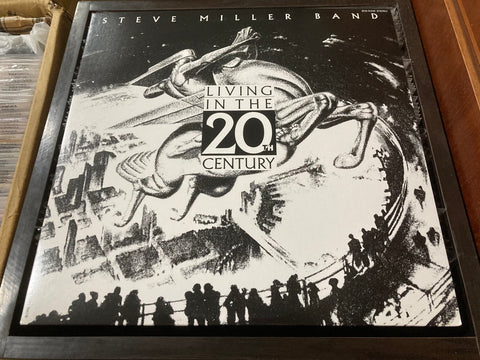 STEVE MILLER BAND
LIVING
IN THE
20TH
CENTURY